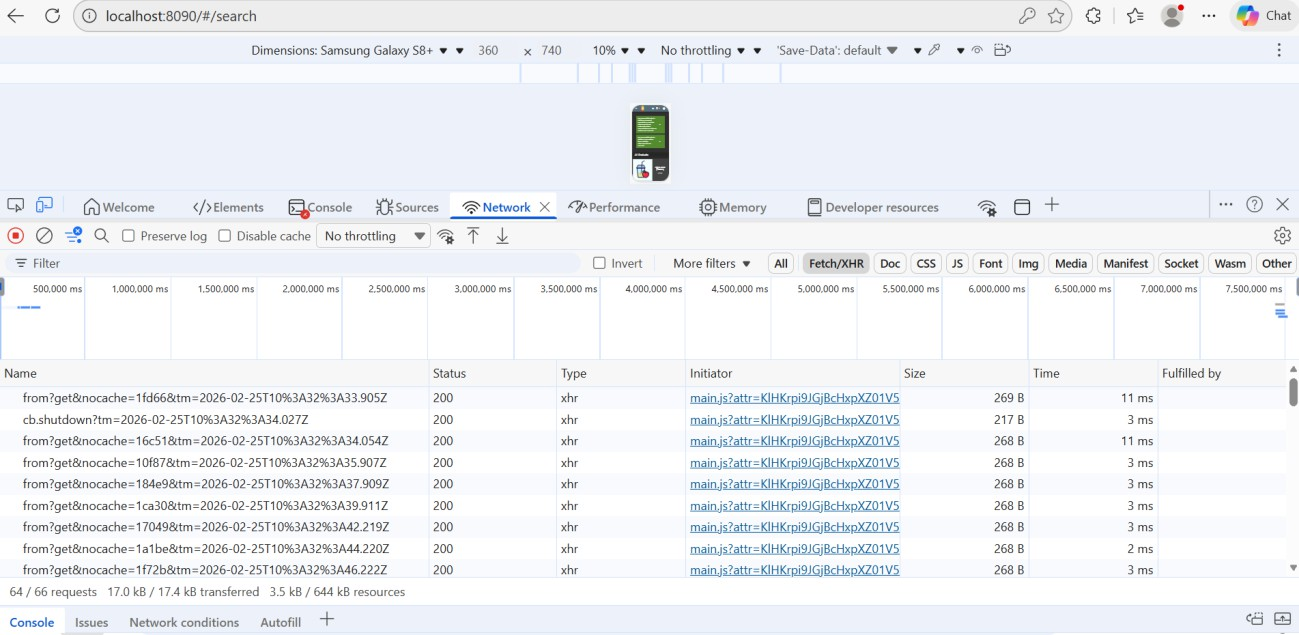 localhost:8090/#/search
Chat
Dimensions: Samsung Galaxy S8+ 360 × 740 10% No throttling 'Save-Data': default
Welcome Elements Console Sources Network Performance Memory Developer resources
Preserve log Disable cache No throttling
Filter Invert More filters All Fetch/XHR Doc CSS JS Font Img Media Manifest Socket Wasm Other
500,000 ms 1,000,000 ms 1,500,000 ms 2,000,000 ms 2,500,000 ms 3,000,000 ms 3,500,000 ms 4,000,000 ms 4,500,000 ms 5,000,000 ms 5,500,000 ms 6,000,000 ms 6,500,000 ms 7,000,000 ms 7,500,000 ms
Name Status Type Initiator Size Time Fulfilled by
from?get&nocache=1fd66&tm=2026-02-25T10%3A32%3A33.905Z 200 xhr main.js?attr=KlHKrpi9JGjBcHxpXZ01V5 269 B 11 ms
cb.shutdown?tm=2026-02-25T10%3A32%3A34.027Z 200 xhr main.js?attr=KlHKrpi9JGjBcHxpXZ01V5 217 B 3 ms
from?get&nocache=16c51&tm=2026-02-25T10%3A32%3A34.054Z 200 xhr main.js?attr=KlHKrpi9JGjBcHxpXZ01V5 268 B 11 ms
from?get&nocache=10f87&tm=2026-02-25T10%3A32%3A35.907Z 200 xhr main.js?attr=KlHKrpi9JGjBcHxpXZ01V5 268 B 3 ms
from?get&nocache=184e9&tm=2026-02-25T10%3A32%3A37.909Z 200 xhr main.js?attr=KlHKrpi9JGjBcHxpXZ01V5 268 B 3 ms
from?get&nocache=1ca30&tm=2026-02-25T10%3A32%3A39.911Z 200 xhr main.js?attr=KlHKrpi9JGjBcHxpXZ01V5 268 B 3 ms
from?get&nocache=17049&tm=2026-02-25T10%3A32%3A42.219Z 200 xhr main.js?attr=KlHKrpi9JGjBcHxpXZ01V5 268 B 3 ms
from?get&nocache=1a1be&tm=2026-02-25T10%3A32%3A44.220Z 200 xhr main.js?attr=KlHKrpi9JGjBcHxpXZ01V5 268 B 2 ms
from?get&nocache=1f72b&tm=2026-02-25T10%3A32%3A46.222Z 200 xhr main.js?attr=KlHKrpi9JGjBcHxpXZ01V5 268 B 3 ms
64 / 66 requests 17.0 kB / 17.4 kB transferred 3.5 kB / 644 kB resources
Console Issues Network conditions Autofill